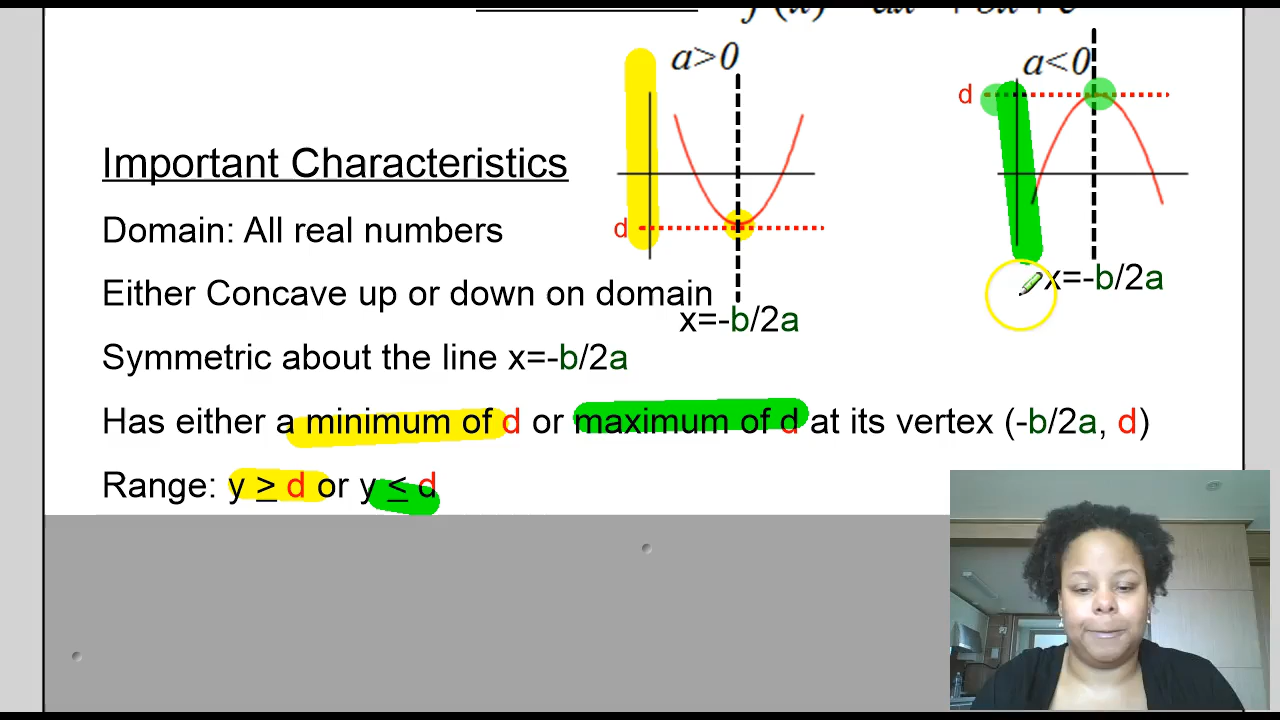 a>0
a<0
d
Important Characteristics
Domain: All real numbers
d
Either Concave up or down on domain
x=-b/2a
x=-b/2a
Symmetric about the line x=-b/2a
Has either a minimum of d or maximum of d at its vertex (-b/2a, d)
Range: y ≥ d or y ≤ d